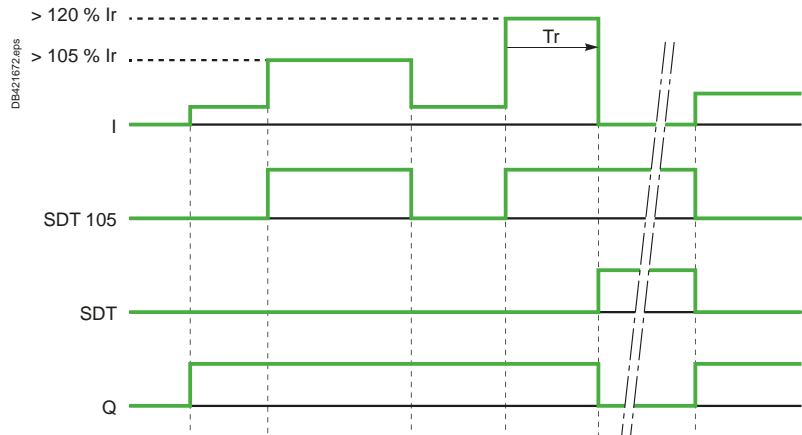 > 120 % Ir
Tr
> 105 % Ir
DB421672.eps
I
SDT 105
SDT
Q